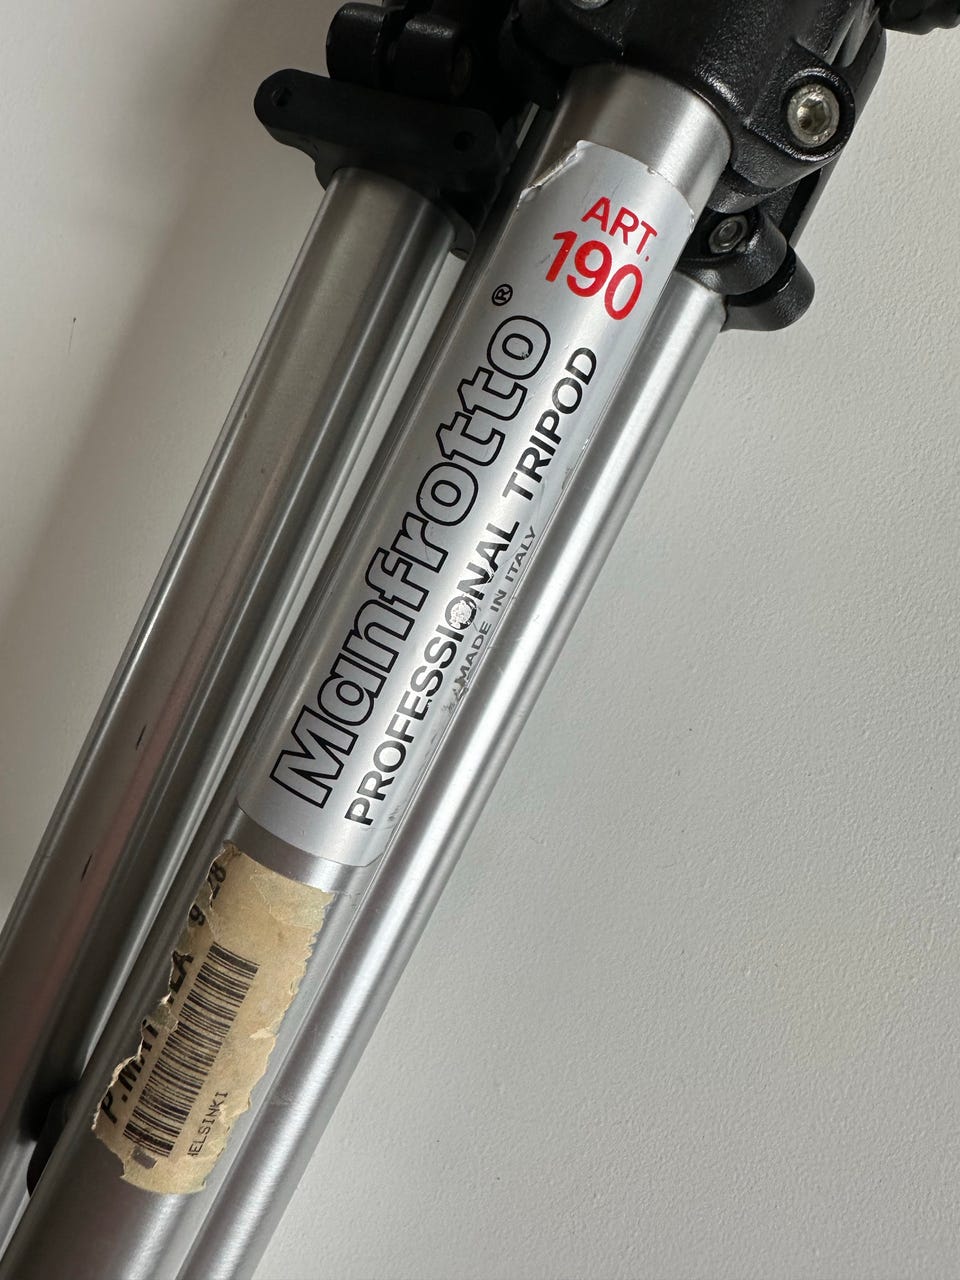 ART.
190
Manfrotto®
PROFESSIONAL TRIPOD
MADE IN ITALY